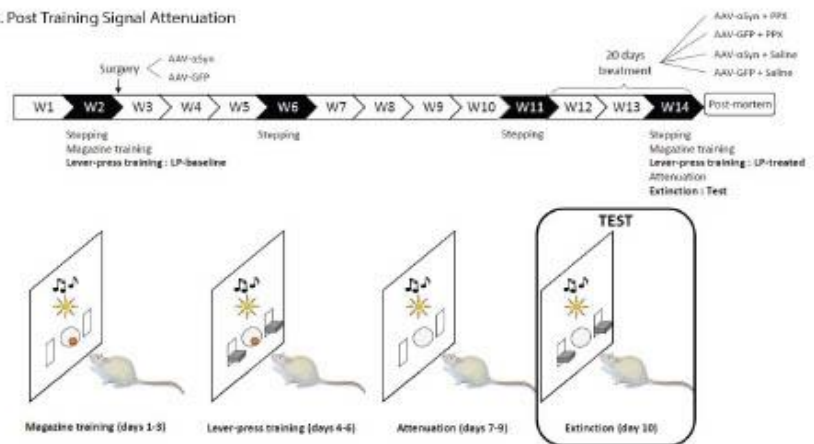 . Post Training Signal Attenuation
AAV-αSyn + PPX
AAV-GFP + PPX
AAV-αSyn + Saline
AAV-GFP + Saline
20 days
treatment
Surgery
AAV-αSyn
AAV-GFP
W1 W2 W3 W4 W5 W6 W7 W8 W9 W10 W11 W12 W13 W14 Post-mortem
Stepping
Magazine training
Lever-press training : LP-baseline
Stepping
Stepping
Stepping
Magazine training
Lever-press training : LP-treated
Attenuation
Extinction : Test
TEST
Magazine training (days 1-3)
Lever-press training (days 4-6)
Attenuation (days 7-9)
Extinction (day 10)